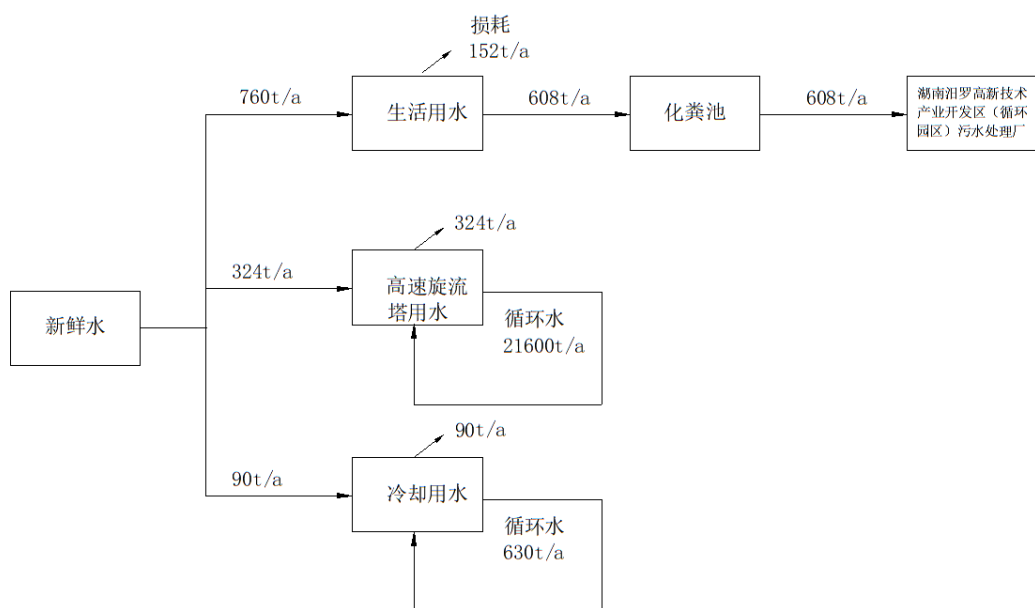 损耗
152t/a
760t/a
生活用水
608t/a
化粪池
608t/a
湖南汨罗高新技术
产业开发区（循环
园区）污水处理厂
324t/a
324t/a
高速旋流
塔用水
新鲜水
循环水
21600t/a
90t/a
90t/a
冷却用水
循环水
630t/a